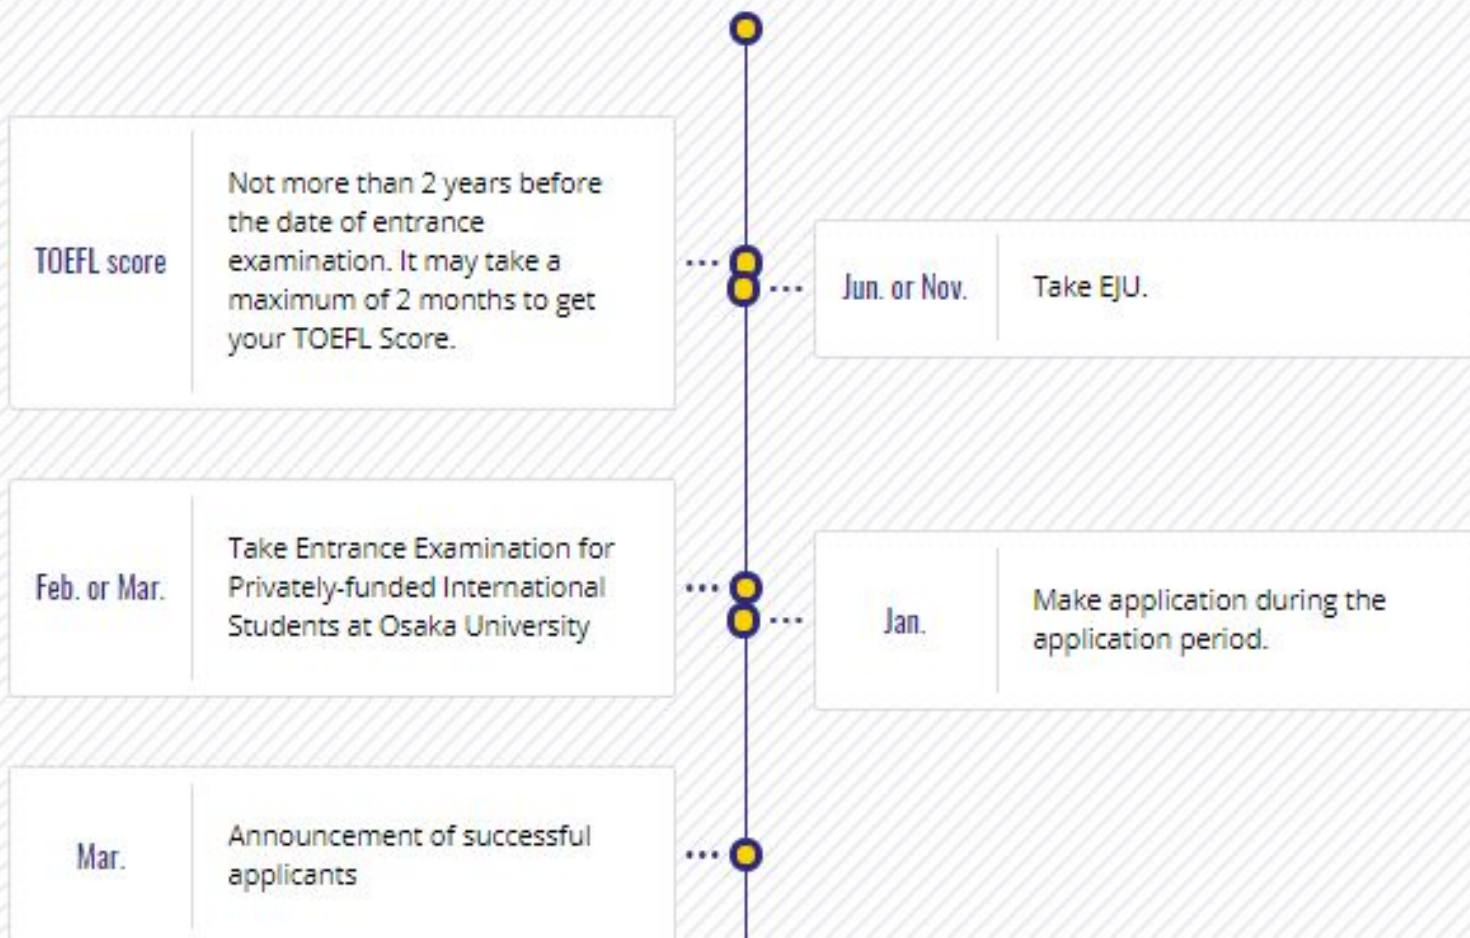 TOEFL score
Not more than 2 years before
the date of entrance
examination. It may take a
maximum of 2 months to get
your TOEFL Score.
Jun. or Nov.
Take EJU.
Feb. or Mar.
Take Entrance Examination for
Privately-funded International
Students at Osaka University
Jan.
Make application during the
application period.
Mar.
Announcement of successful
applicants